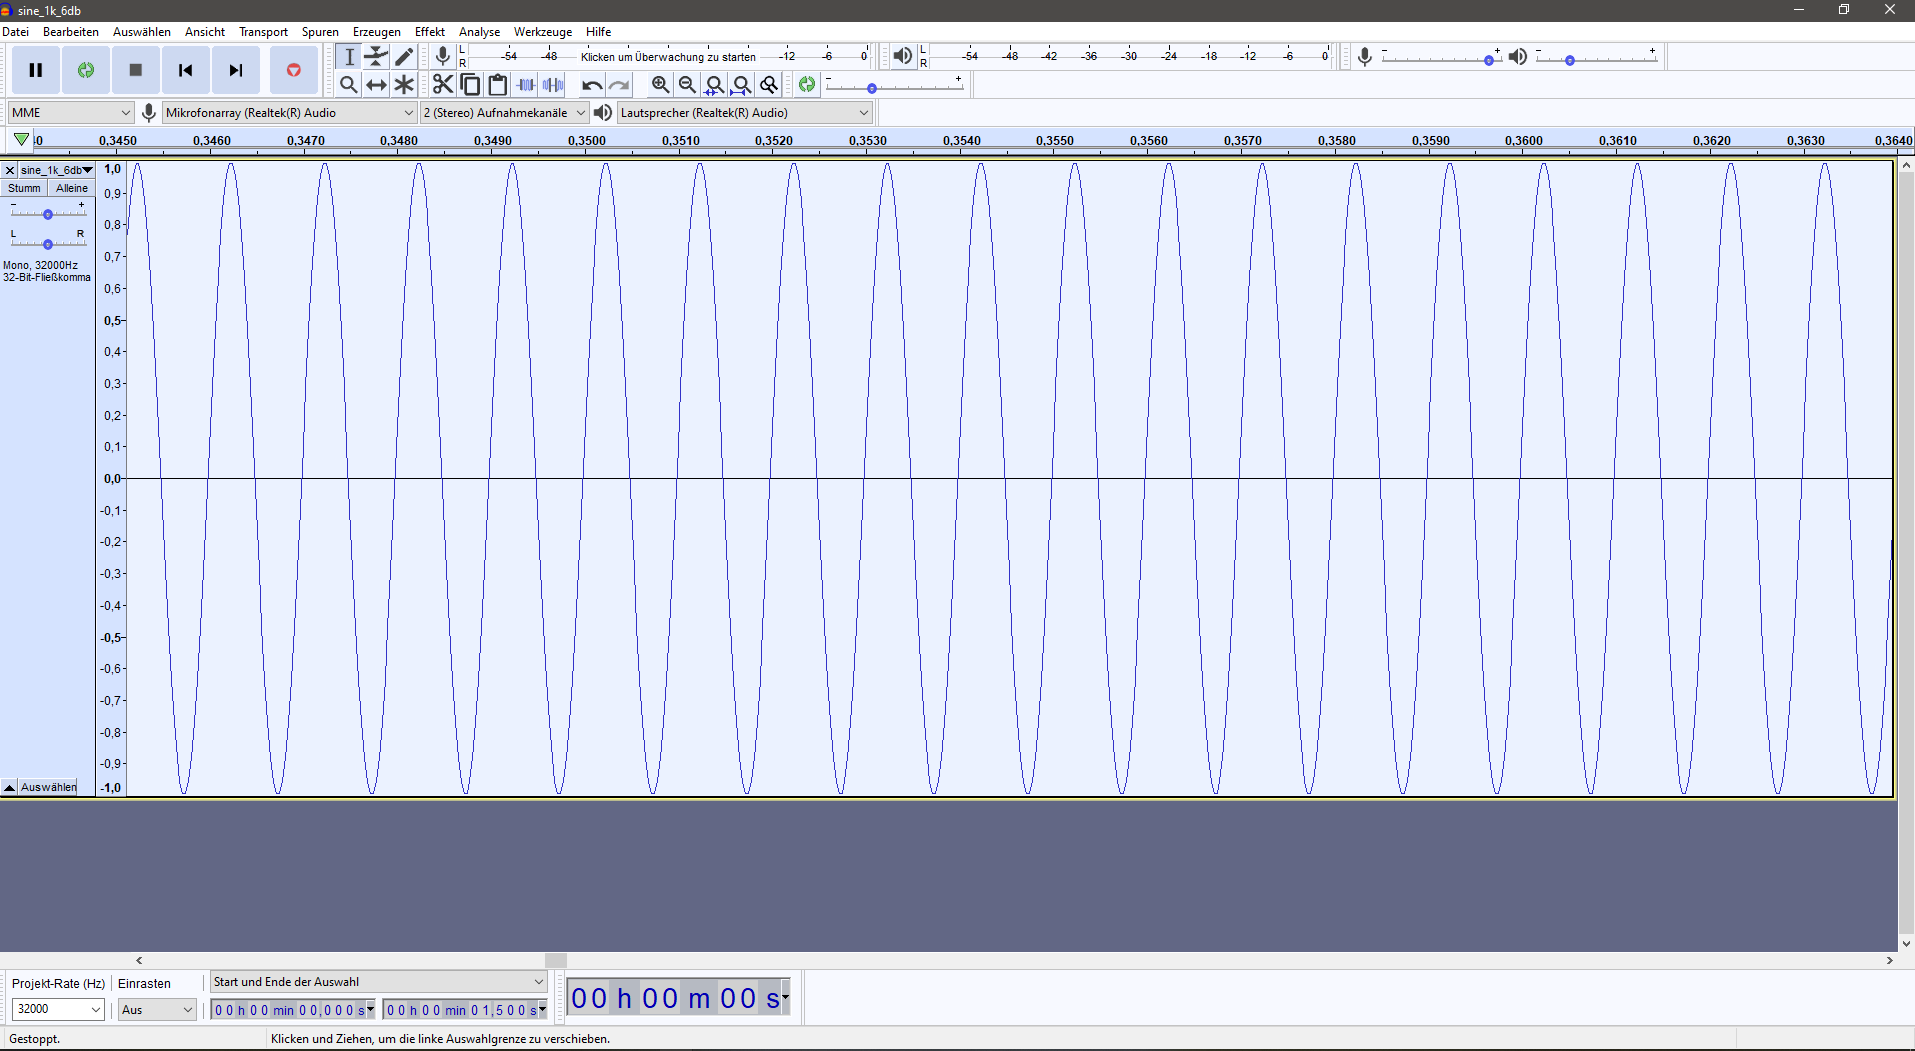 sine_1k_6db
Datei Bearbeiten Auswählen Ansicht Transport Spuren Erzeugen Effekt Analyse Werkzeuge Hilfe
L R -54 -48 Klicken um Überwachung zu starten -12 -6 0 L R -54 -48 -42 -36 -30 -24 -18 -12 -6 0 - + - +
- +
MME Mikrofonarray (Realtek(R) Audio 2 (Stereo) Aufnahmekanäle Lautsprecher (Realtek(R) Audio)
0,3450 0,3460 0,3470 0,3480 0,3490 0,3500 0,3510 0,3520 0,3530 0,3540 0,3550 0,3560 0,3570 0,3580 0,3590 0,3600 0,3610 0,3620 0,3630 0,3640
sine_1k_6db
Stumm Alleine
- +
L R
Mono, 32000Hz
32-Bit-Fließkomma
Auswählen
1,0
0,9
0,8
0,7
0,6
0,5
0,4
0,3
0,2
0,1
0,0
-0,1
-0,2
-0,3
-0,4
-0,5
-0,6
-0,7
-0,8
-0,9
-1,0
Projekt-Rate (Hz) Einrasten Start und Ende der Auswahl
32000 Aus 00 h 00 min 00,000 s 00 h 00 min 01,500 s 00 h 00 m 00 s
Gestoppt. Klicken und Ziehen, um die linke Auswahlgrenze zu verschieben.